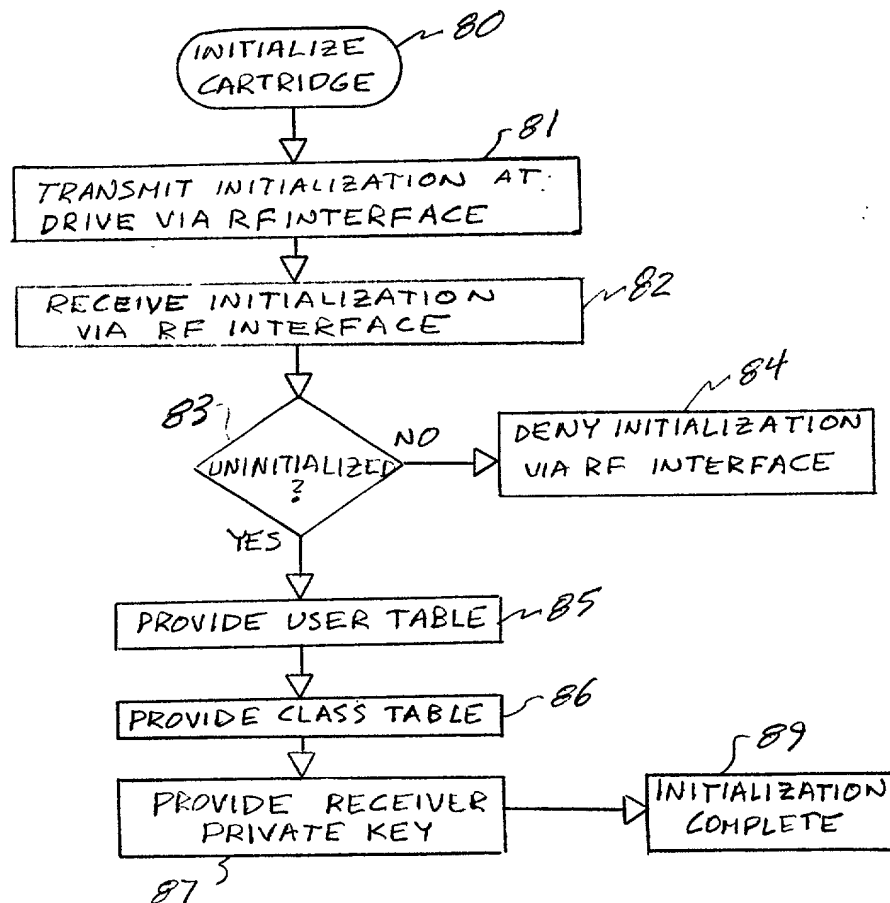 INITIALIZE
CARTRIDGE
80
81
TRANSMIT INITIALIZATION AT
DRIVE VIA RF INTERFACE
RECEIVE INITIALIZATION
VIA RF INTERFACE
82
83
UNINITIALIZED
?
NO
YES
84
DENY INITIALIZATION
VIA RF INTERFACE
PROVIDE USER TABLE
85
PROVIDE CLASS TABLE
86
PROVIDE RECEIVER
PRIVATE KEY
87
89
INITIALIZATION
COMPLETE